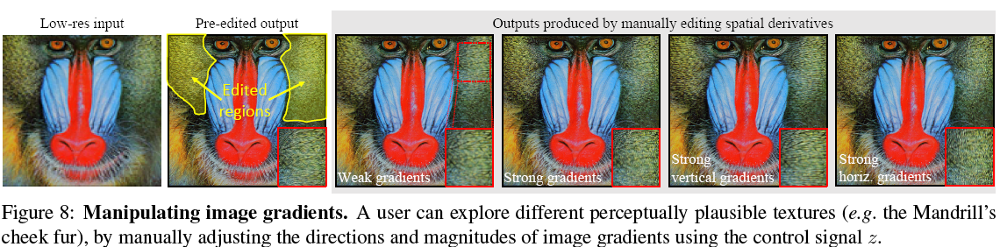 Low-res input
Pre-edited output
Outputs produced by manually editing spatial derivatives
Edited
regions
Weak gradients
Strong gradients
Strong
vertical gradients
Strong
horiz. gradients
Figure 8: Manipulating image gradients. A user can explore different perceptually plausible textures (e.g. the Mandrill's
cheek fur), by manually adjusting the directions and magnitudes of image gradients using the control signal z.